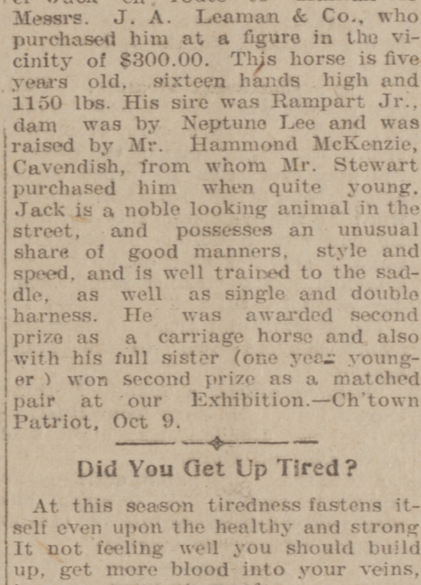 Messrs. J. A. Leaman & Co., who
purchased him at a figure in the vi-
cinity of $300.00. This horse is five
years old, sixteen hands high and
1150 lbs. His sire was Rampart Jr.,
dam was by Neptune Lee and was
raised by Mr. Hammond McKenzie,
Cavendish, from whom Mr. Stewart
purchased him when quite young.
Jack is a noble looking animal in the
street, and possesses an unusual
share of good manners, style and
speed, and is well trained to the sad-
dle, as well as single and double
harness. He was awarded second
prize as a carriage horse and also
with his full sister (one year young-
er ) won second prize as a matched
pair at our Exhibition.—Ch'town
Patriot, Oct 9.
Did You Get Up Tired?
At this season tiredness fastens it-
self even upon the healthy and strong
It not feeling well you should build
up, get more blood into your veins,